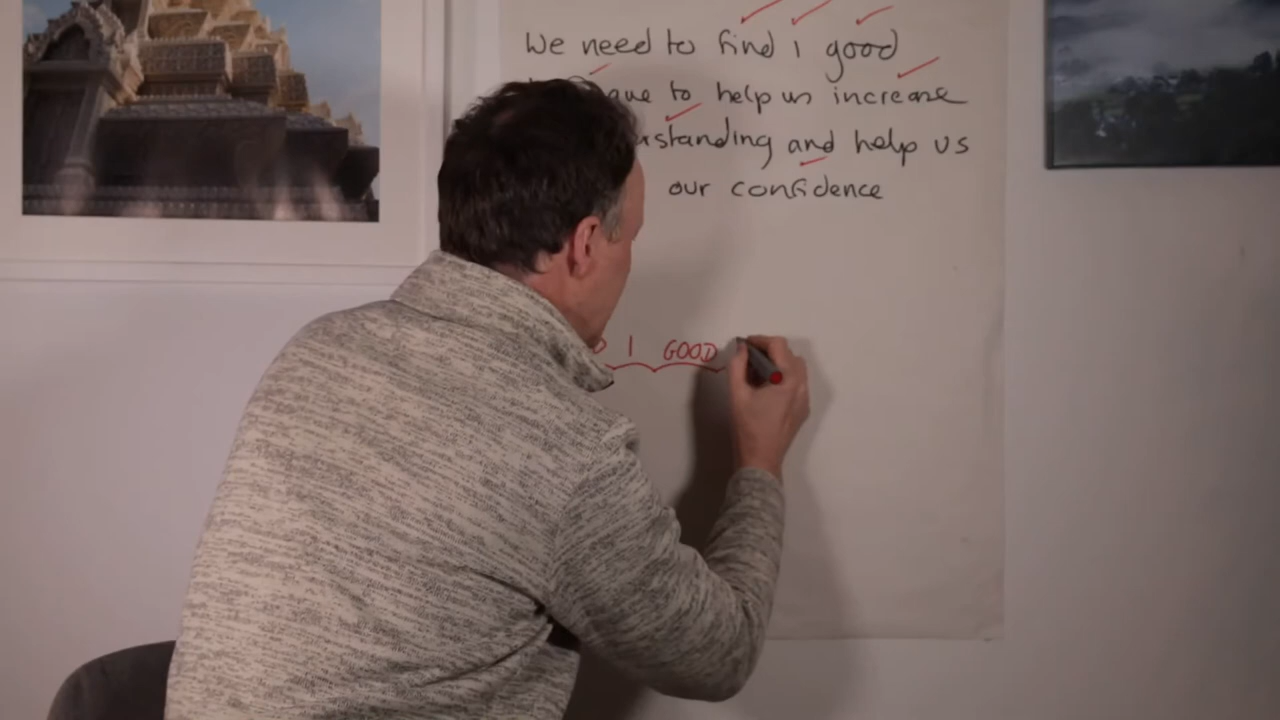 We need to find 1 good
to help us increase
and help us
our confidence
1 GOOD